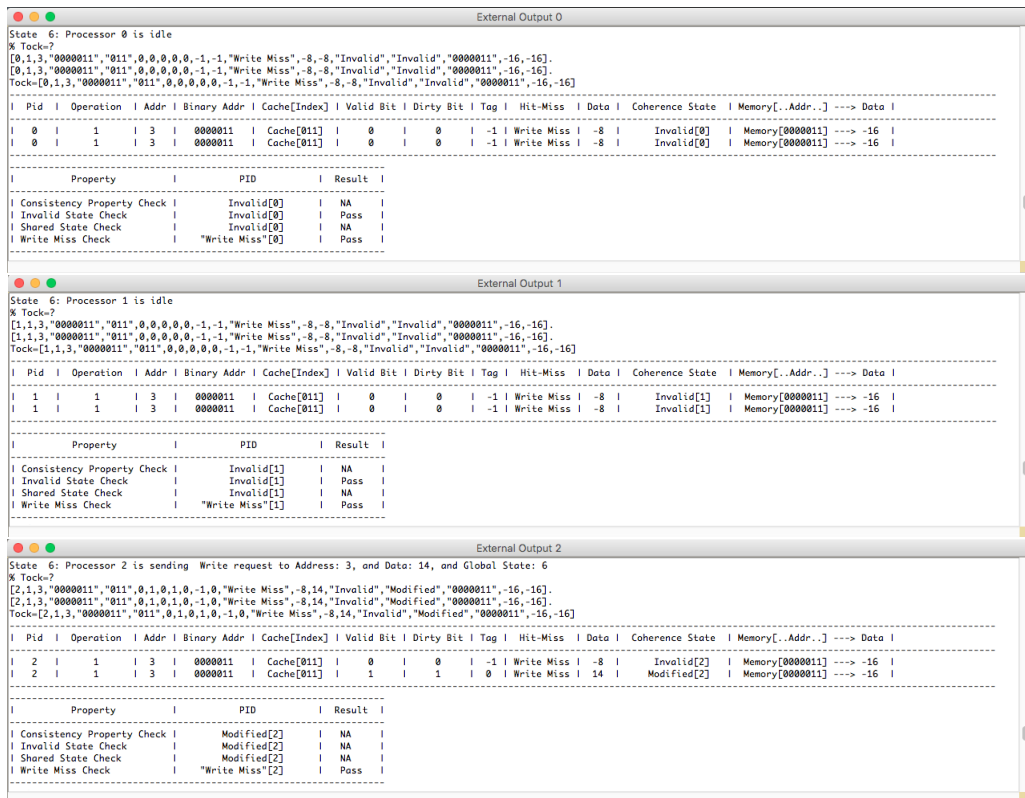 External Output 0
State  6: Processor 0 is idle
% Tock=?
[0,1,3,"0000011","011",0,0,0,0,0,-1,-1,"Write Miss",-8,-8,"Invalid","Invalid","0000011",-16,-16].
[0,1,3,"0000011","011",0,0,0,0,0,-1,-1,"Write Miss",-8,-8,"Invalid","Invalid","0000011",-16,-16].
Tock=[0,1,3,"0000011","011",0,0,0,0,0,-1,-1,"Write Miss",-8,-8,"Invalid","Invalid","0000011",-16,-16]
| Pid | Operation | Addr | Binary Addr | Cache[Index] | Valid Bit | Dirty Bit | Tag | Hit-Miss | Data | Coherence State | Memory[..Addr..] ---> Data |
| 0 | 1 | 3 | 0000011 | Cache[011] | 0 | 0 | -1 | Write Miss | -8 | Invalid[0] | Memory[0000011] ---> -16 |
| 0 | 1 | 3 | 0000011 | Cache[011] | 0 | 0 | -1 | Write Miss | -8 | Invalid[0] | Memory[0000011] ---> -16 |
| Property | PID | Result |
| Consistency Property Check | Invalid[0] | NA |
| Invalid State Check | Invalid[0] | Pass |
| Shared State Check | Invalid[0] | NA |
| Write Miss Check | "Write Miss"[0] | Pass |
External Output 1
State  6: Processor 1 is idle
% Tock=?
[1,1,3,"0000011","011",0,0,0,0,0,-1,-1,"Write Miss",-8,-8,"Invalid","Invalid","0000011",-16,-16].
[1,1,3,"0000011","011",0,0,0,0,0,-1,-1,"Write Miss",-8,-8,"Invalid","Invalid","0000011",-16,-16].
Tock=[1,1,3,"0000011","011",0,0,0,0,0,-1,-1,"Write Miss",-8,-8,"Invalid","Invalid","0000011",-16,-16]
| Pid | Operation | Addr | Binary Addr | Cache[Index] | Valid Bit | Dirty Bit | Tag | Hit-Miss | Data | Coherence State | Memory[..Addr..] ---> Data |
| 1 | 1 | 3 | 0000011 | Cache[011] | 0 | 0 | -1 | Write Miss | -8 | Invalid[1] | Memory[0000011] ---> -16 |
| 1 | 1 | 3 | 0000011 | Cache[011] | 0 | 0 | -1 | Write Miss | -8 | Invalid[1] | Memory[0000011] ---> -16 |
| Property | PID | Result |
| Consistency Property Check | Invalid[1] | NA |
| Invalid State Check | Invalid[1] | Pass |
| Shared State Check | Invalid[1] | NA |
| Write Miss Check | "Write Miss"[1] | Pass |
External Output 2
State  6: Processor 2 is sending  Write request to Address: 3, and Data: 14, and Global State: 6
% Tock=?
[2,1,3,"0000011","011",0,1,0,1,0,-1,0,"Write Miss",-8,14,"Invalid","Modified","0000011",-16,-16].
[2,1,3,"0000011","011",0,1,0,1,0,-1,0,"Write Miss",-8,14,"Invalid","Modified","0000011",-16,-16].
Tock=[2,1,3,"0000011","011",0,1,0,1,0,-1,0,"Write Miss",-8,14,"Invalid","Modified","0000011",-16,-16]
| Pid | Operation | Addr | Binary Addr | Cache[Index] | Valid Bit | Dirty Bit | Tag | Hit-Miss | Data | Coherence State | Memory[..Addr..] ---> Data |
| 2 | 1 | 3 | 0000011 | Cache[011] | 0 | 0 | -1 | Write Miss | -8 | Invalid[2] | Memory[0000011] ---> -16 |
| 2 | 1 | 3 | 0000011 | Cache[011] | 1 | 1 | 0 | Write Miss | 14 | Modified[2] | Memory[0000011] ---> -16 |
| Property | PID | Result |
| Consistency Property Check | Modified[2] | NA |
| Invalid State Check | Modified[2] | NA |
| Shared State Check | Modified[2] | NA |
| Write Miss Check | "Write Miss"[2] | Pass |